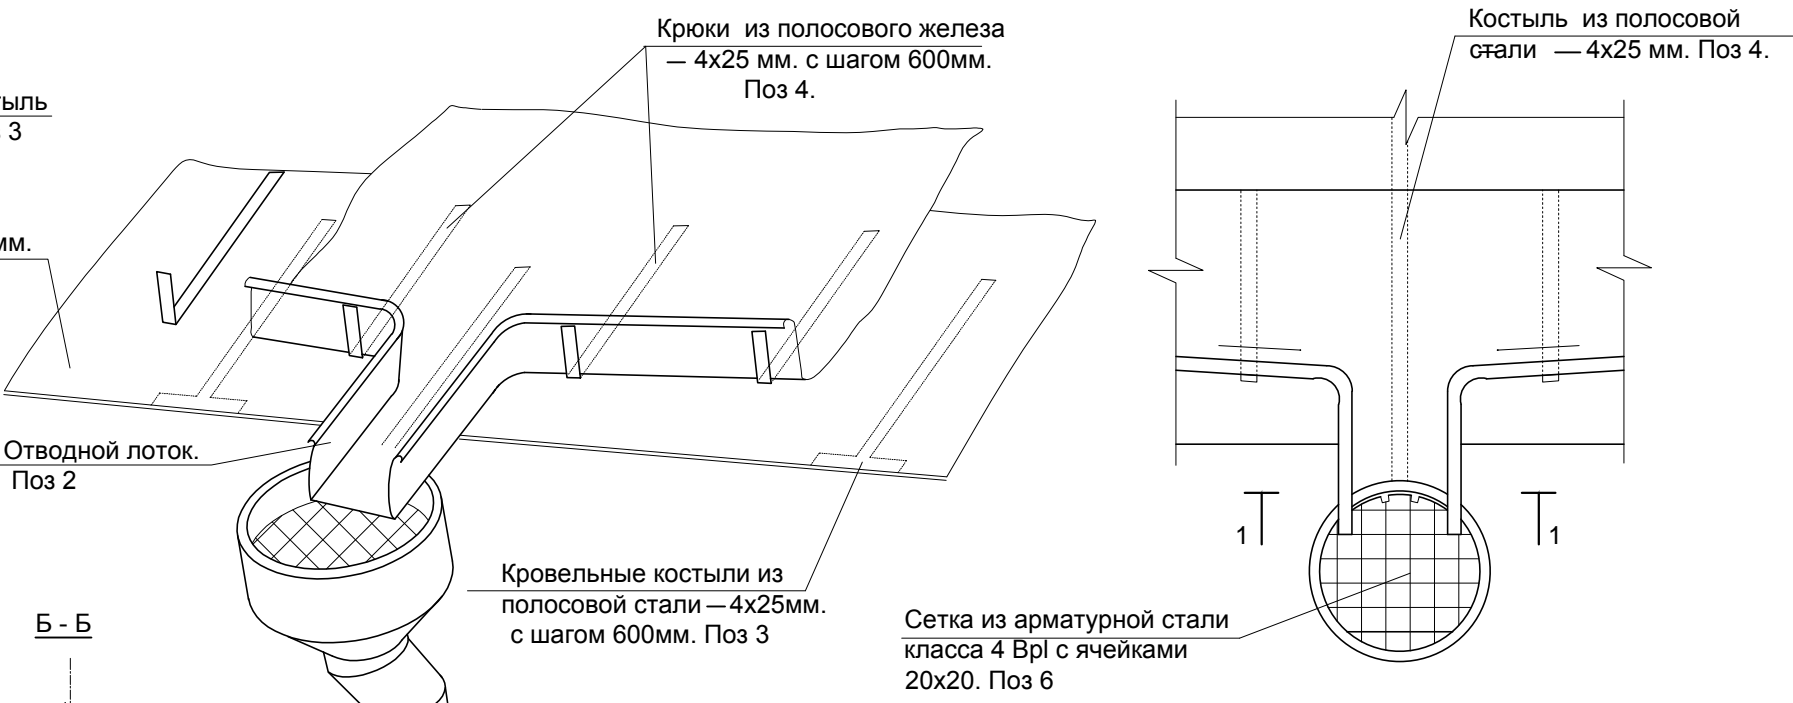 Крюки из полосового железа
— 4х25 мм. с шагом 600мм.
Поз 4.
Костыль из полосовой
стали — 4х25 мм. Поз 4.
3
мм.
Отводной лоток.
Поз 2
Кровельные костыли из
полосовой стали — 4х25мм.
с шагом 600мм. Поз 3
1
1
Сетка из арматурной стали
класса 4 Bpl с ячейками
20х20. Поз 6
Б - Б